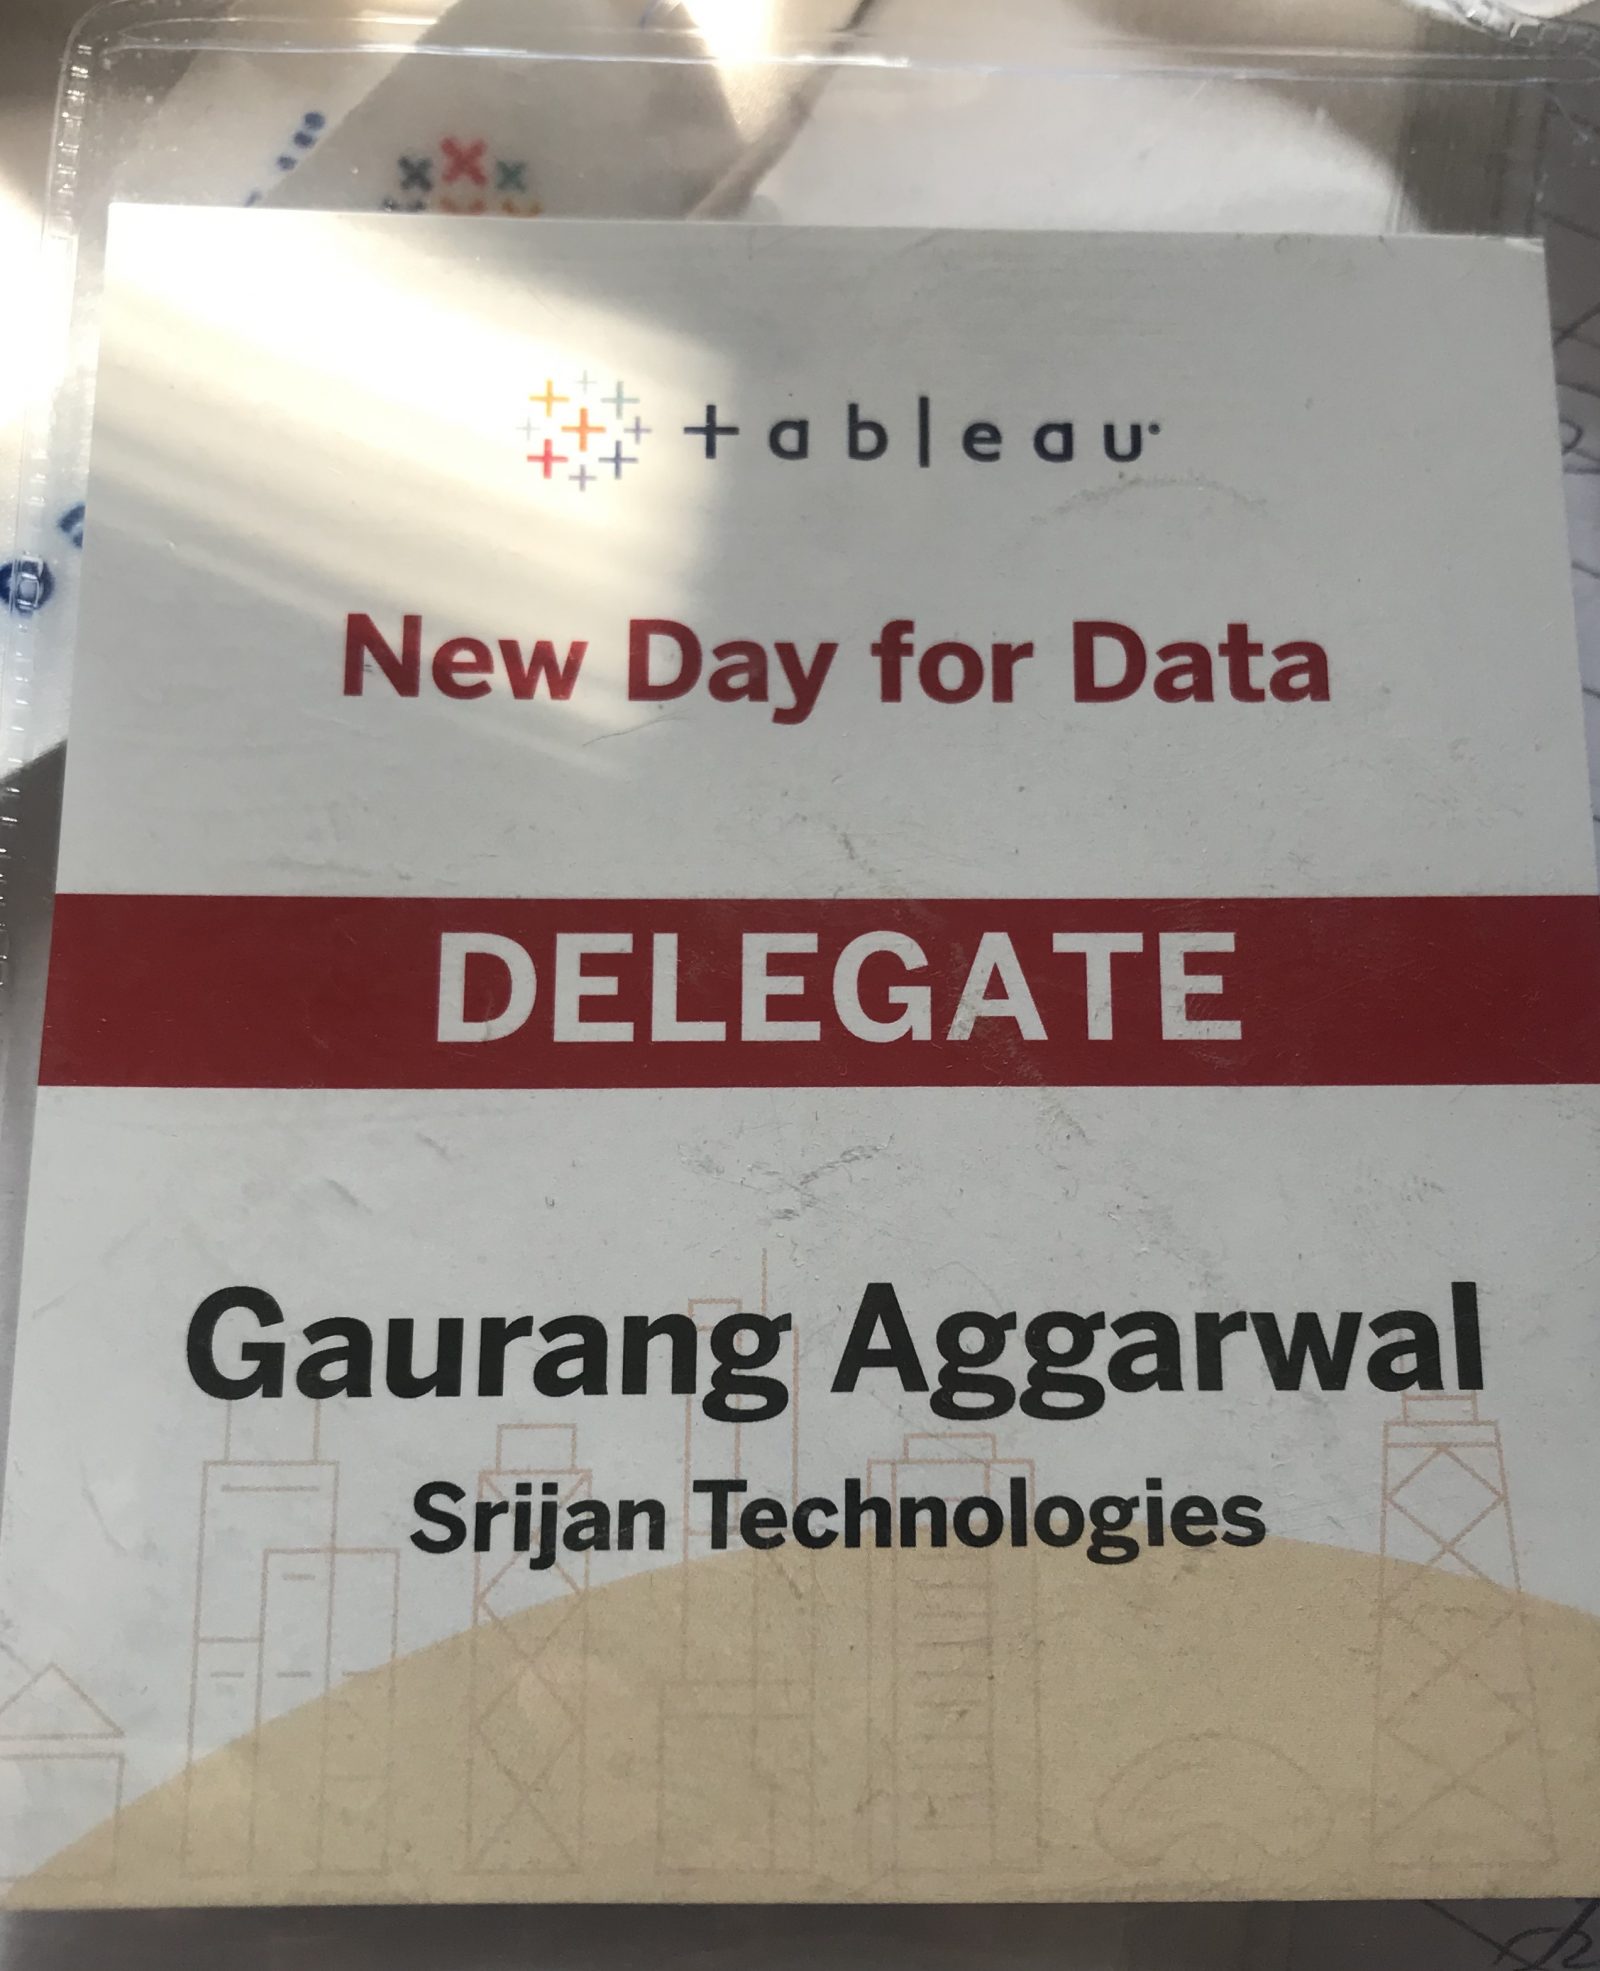 tableau
New Day for Data
DELEGATE
Gaurang Aggarwal
Srijan Technologies